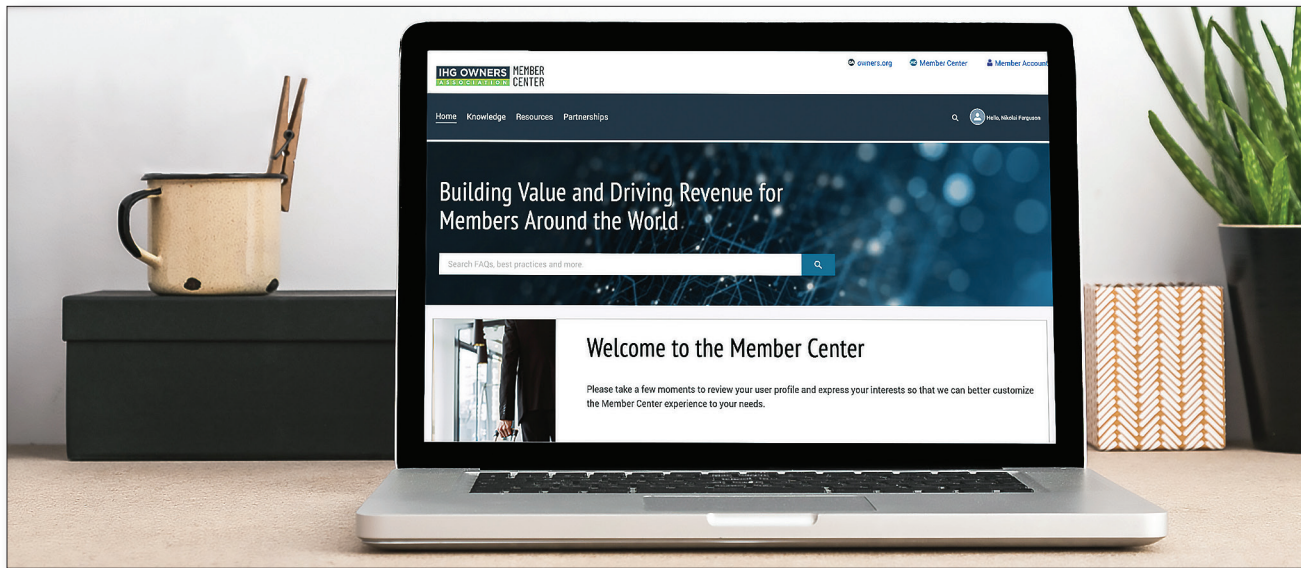 IHG OWNERS MEMBER
ASSOCIATION CENTER
owners.org Member Center Member Account
Home Knowledge Resources Partnerships Hello, Nikolai Ferguson
Building Value and Driving Revenue for
Members Around the World
Search FAQs, best practices and more.
Welcome to the Member Center
Please take a few moments to review your user profile and express your interests so that we can better customize
the Member Center experience to your needs.